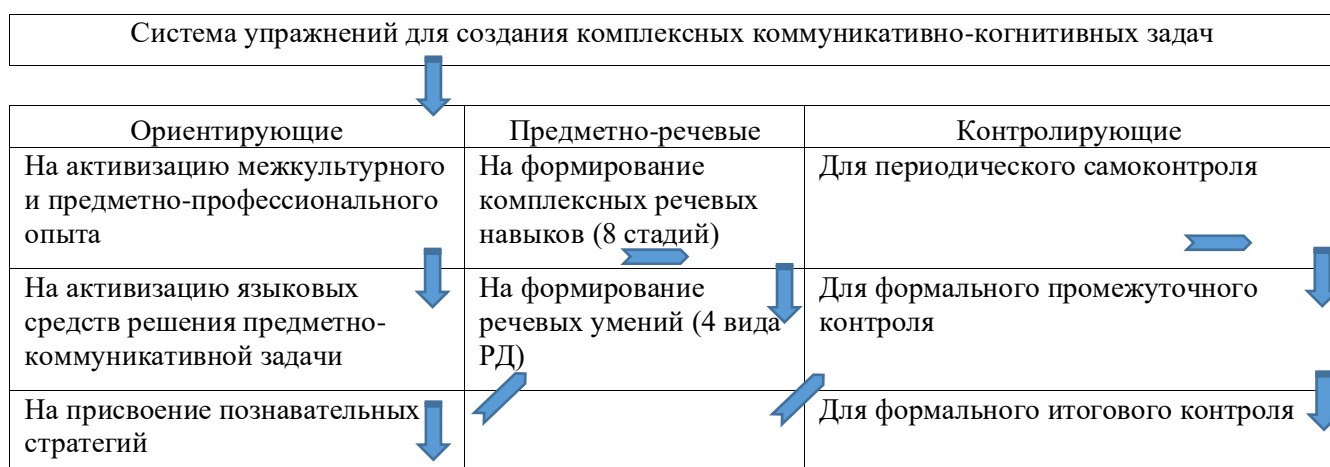 Система упражнений для создания комплексных коммуникативно-когнитивных задач
Ориентирующие
Предметно-речевые
Контролирующие
На активизацию межкультурного
и предметно-профессионального
опыта
На формирование
комплексных речевых
навыков (8 стадий)
Для периодического самоконтроля
На активизацию языковых
средств решения предметно-
коммуникативной задачи
На формирование
речевых умений (4 вида
РД)
Для формального промежуточного
контроля
На присвоение познавательных
стратегий
Для формального итогового контроля